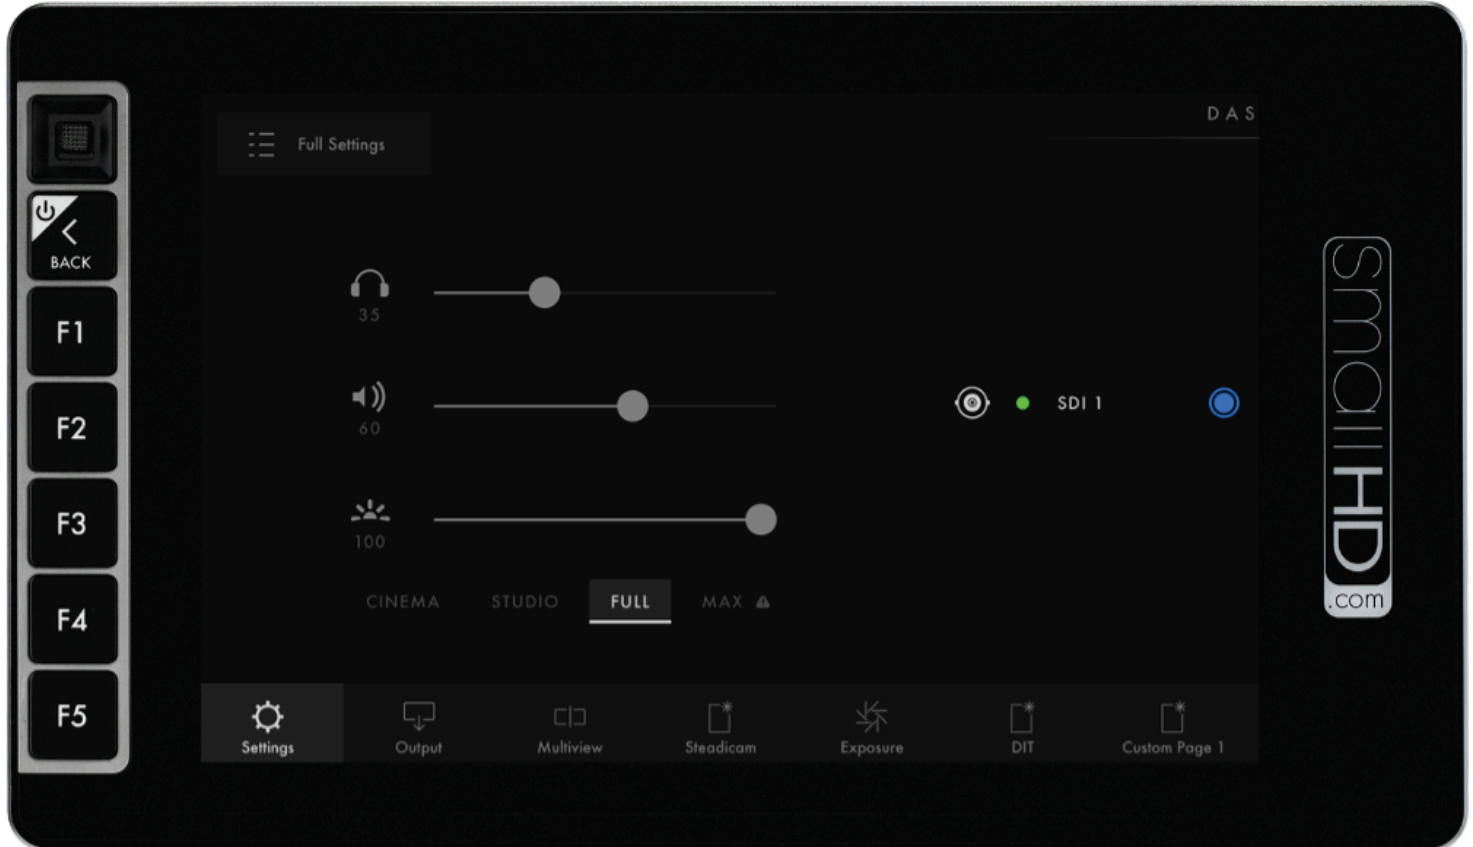 DAS
Full Settings
BACK
F1
F2
F3
F4
F5
35
60
SDI 1
100
CINEMA STUDIO FULL MAX
Settings Output Multiview Steadicam Exposure DIT Custom Page 1
smallHD
.com